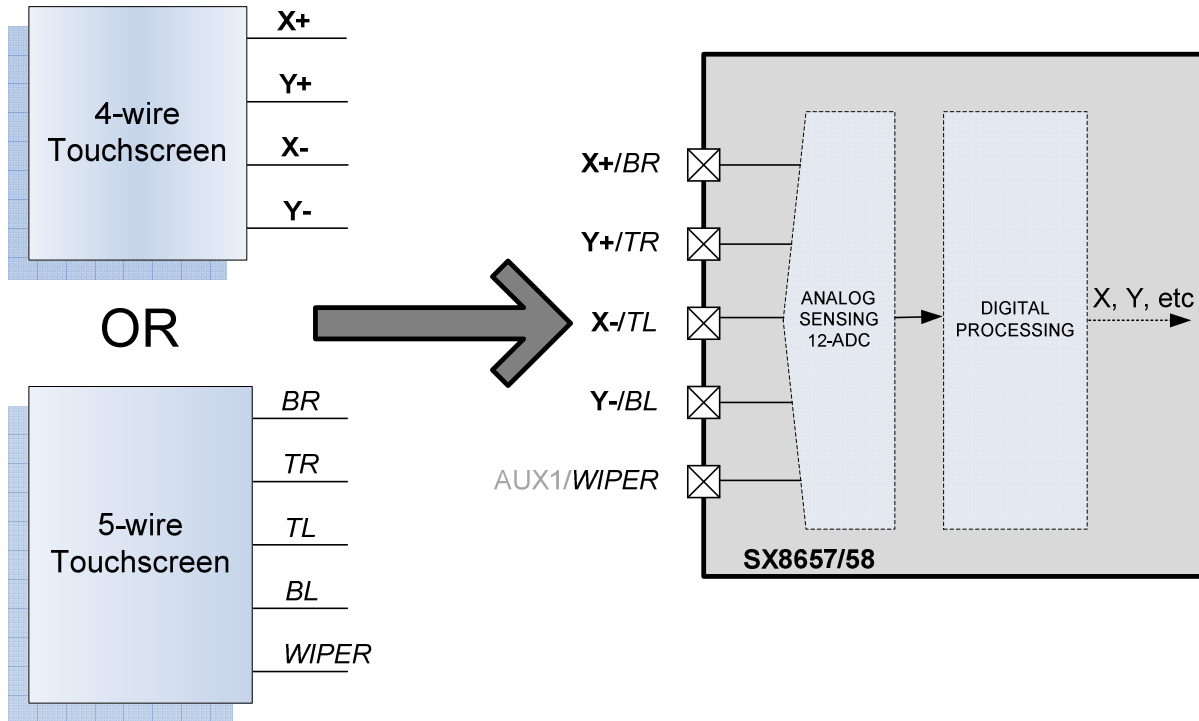 X+
Y+
X-
Y-
4-wire
Touchscreen
OR
BR
TR
TL
BL
WIPER
5-wire
Touchscreen
X+/BR
Y+/TR
X-/TL
Y-/BL
AUX1/WIPER
ANALOG
SENSING
12-ADC
DIGITAL
PROCESSING
X, Y, etc
SX8657/58